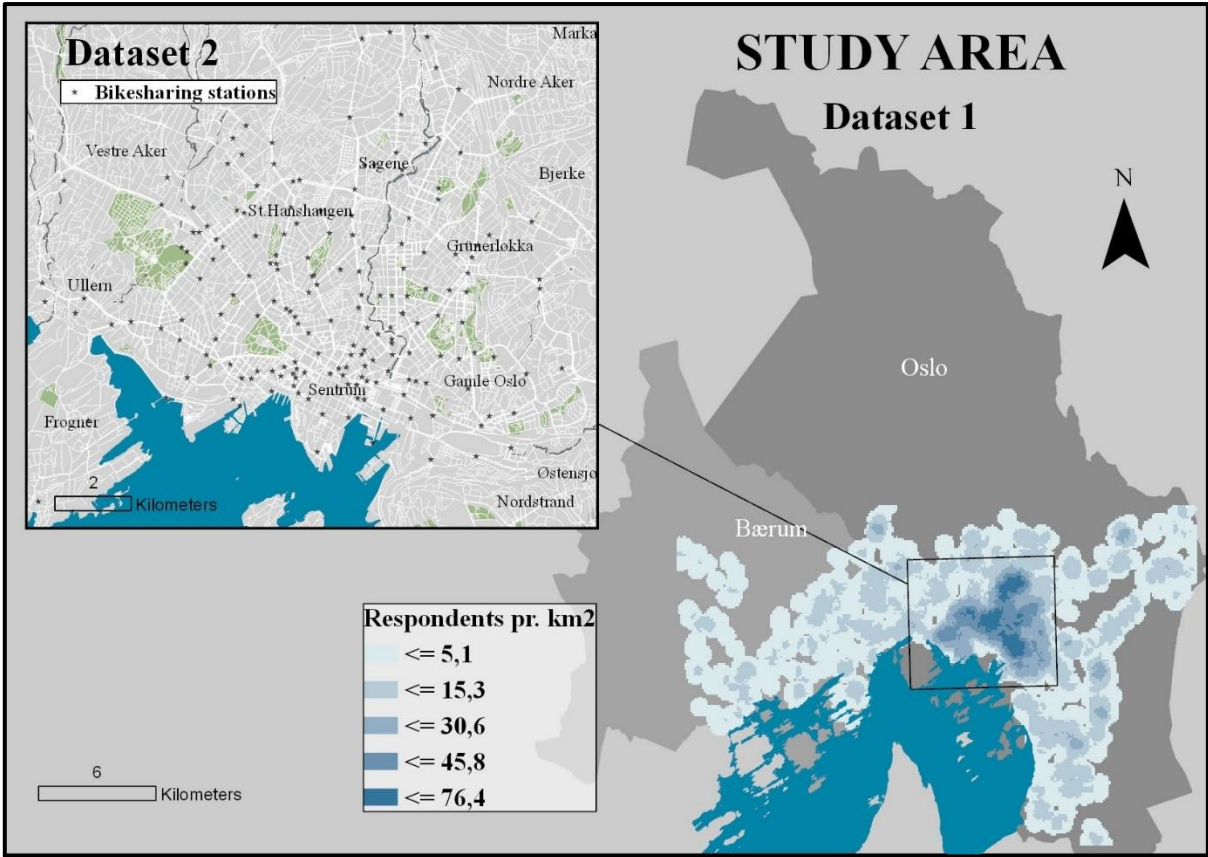 STUDY AREA
Dataset 1
Dataset 2
Bikesharing stations
Marka
Nordre Aker
Vestre Aker
Sagene
Bjerke
St.Hanshaugen
Grünerløkka
Ullern
Sentrum
Gamle Oslo
Frogner
Østensjø
Nordstrand
2
Kilometers
N
Oslo
Bærum
Respondents pr. km2
<= 5,1
<= 15,3
<= 30,6
<= 45,8
<= 76,4
6
Kilometers